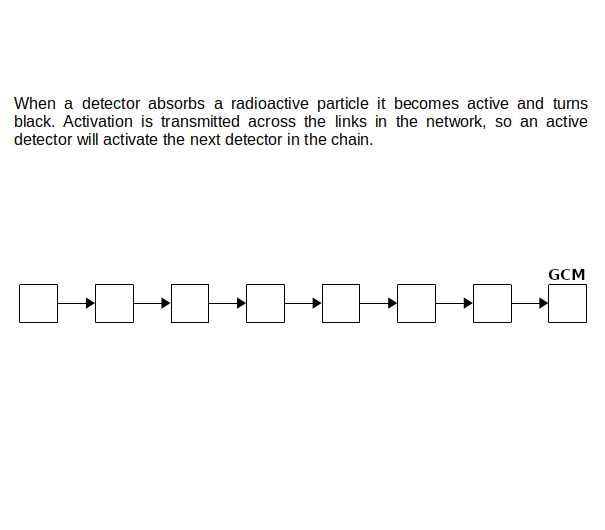 When a detector absorbs a radioactive particle it becomes active and turns
black. Activation is transmitted across the links in the network, so an active
detector will activate the next detector in the chain.
GCM